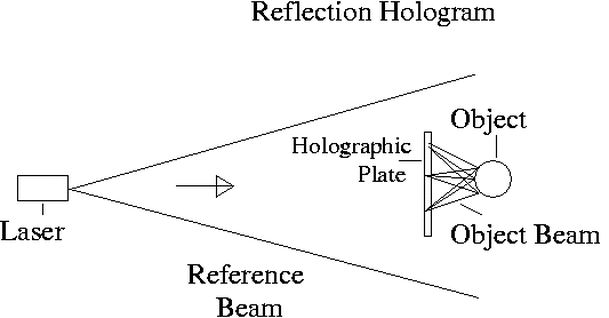 Reflection Hologram
Object
Holographic
Plate
Laser
Object Beam
Reference
Beam